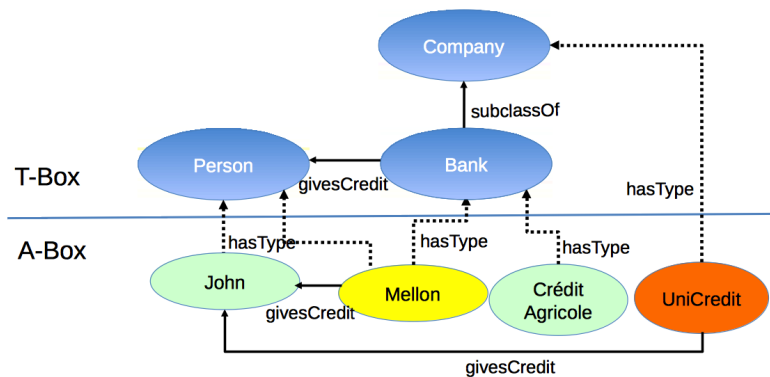 Company
subclassOf
Person
Bank
givesCredit
T-Box
hasType
A-Box
hasType
hasType
hasType
John
Mellon
Crédit
Agricole
UniCredit
givesCredit
givesCredit